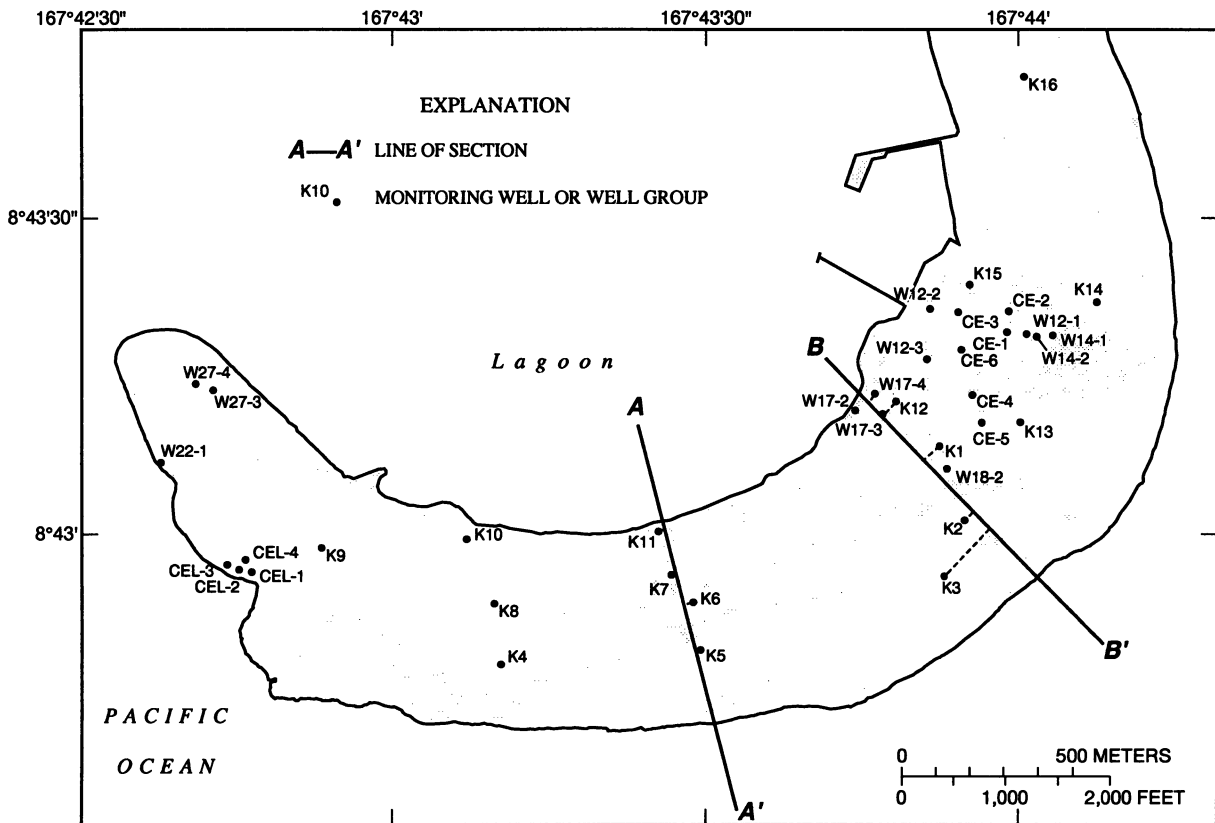 167°42'30" 167°43' 167°43'30" 167°44'
K16
EXPLANATION
A—A' LINE OF SECTION
K10 MONITORING WELL OR WELL GROUP
8°43'30"
K15
W12-2
CE-2
K14
CE-3
W12-1
CE-1
W14-1
W12-3
CE-6
W14-2
B
Lagoon
W27-4
W17-4
W27-3
W17-2
K12
CE-4
A
W17-3
CE-5
K13
W22-1
K1
W18-2
8°43'
K10
K11
K2
CEL-4
K9
CEL-3
CEL-1
CEL-2
K7
K3
K6
K8
K4
K5
B'
PACIFIC
OCEAN
0 500 METERS
0 1,000 2,000 FEET
A'